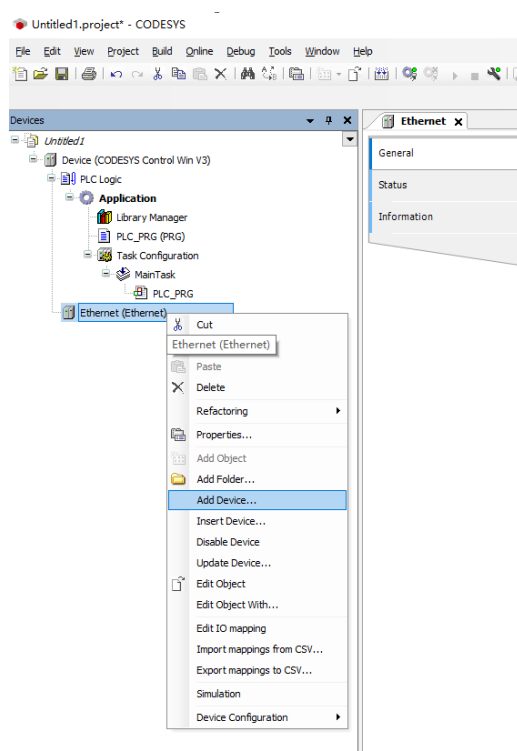 Untitled1.project* - CODESYS
File Edit View Project Build Online Debug Tools Window Help
Devices
Untitled1
Device (CODESYS Control Win V3)
PLC Logic
Application
Library Manager
PLC_PRG (PRG)
Task Configuration
MainTask
PLC_PRG
Ethernet (Ethernet)
Ethernet
General
Status
Information
Cut
Ethernet (Ethernet)
Paste
Delete
Refactoring
Properties...
Add Object
Add Folder...
Add Device...
Insert Device...
Disable Device
Update Device...
Edit Object
Edit Object With...
Edit IO mapping
Import mappings from CSV...
Export mappings to CSV...
Simulation
Device Configuration